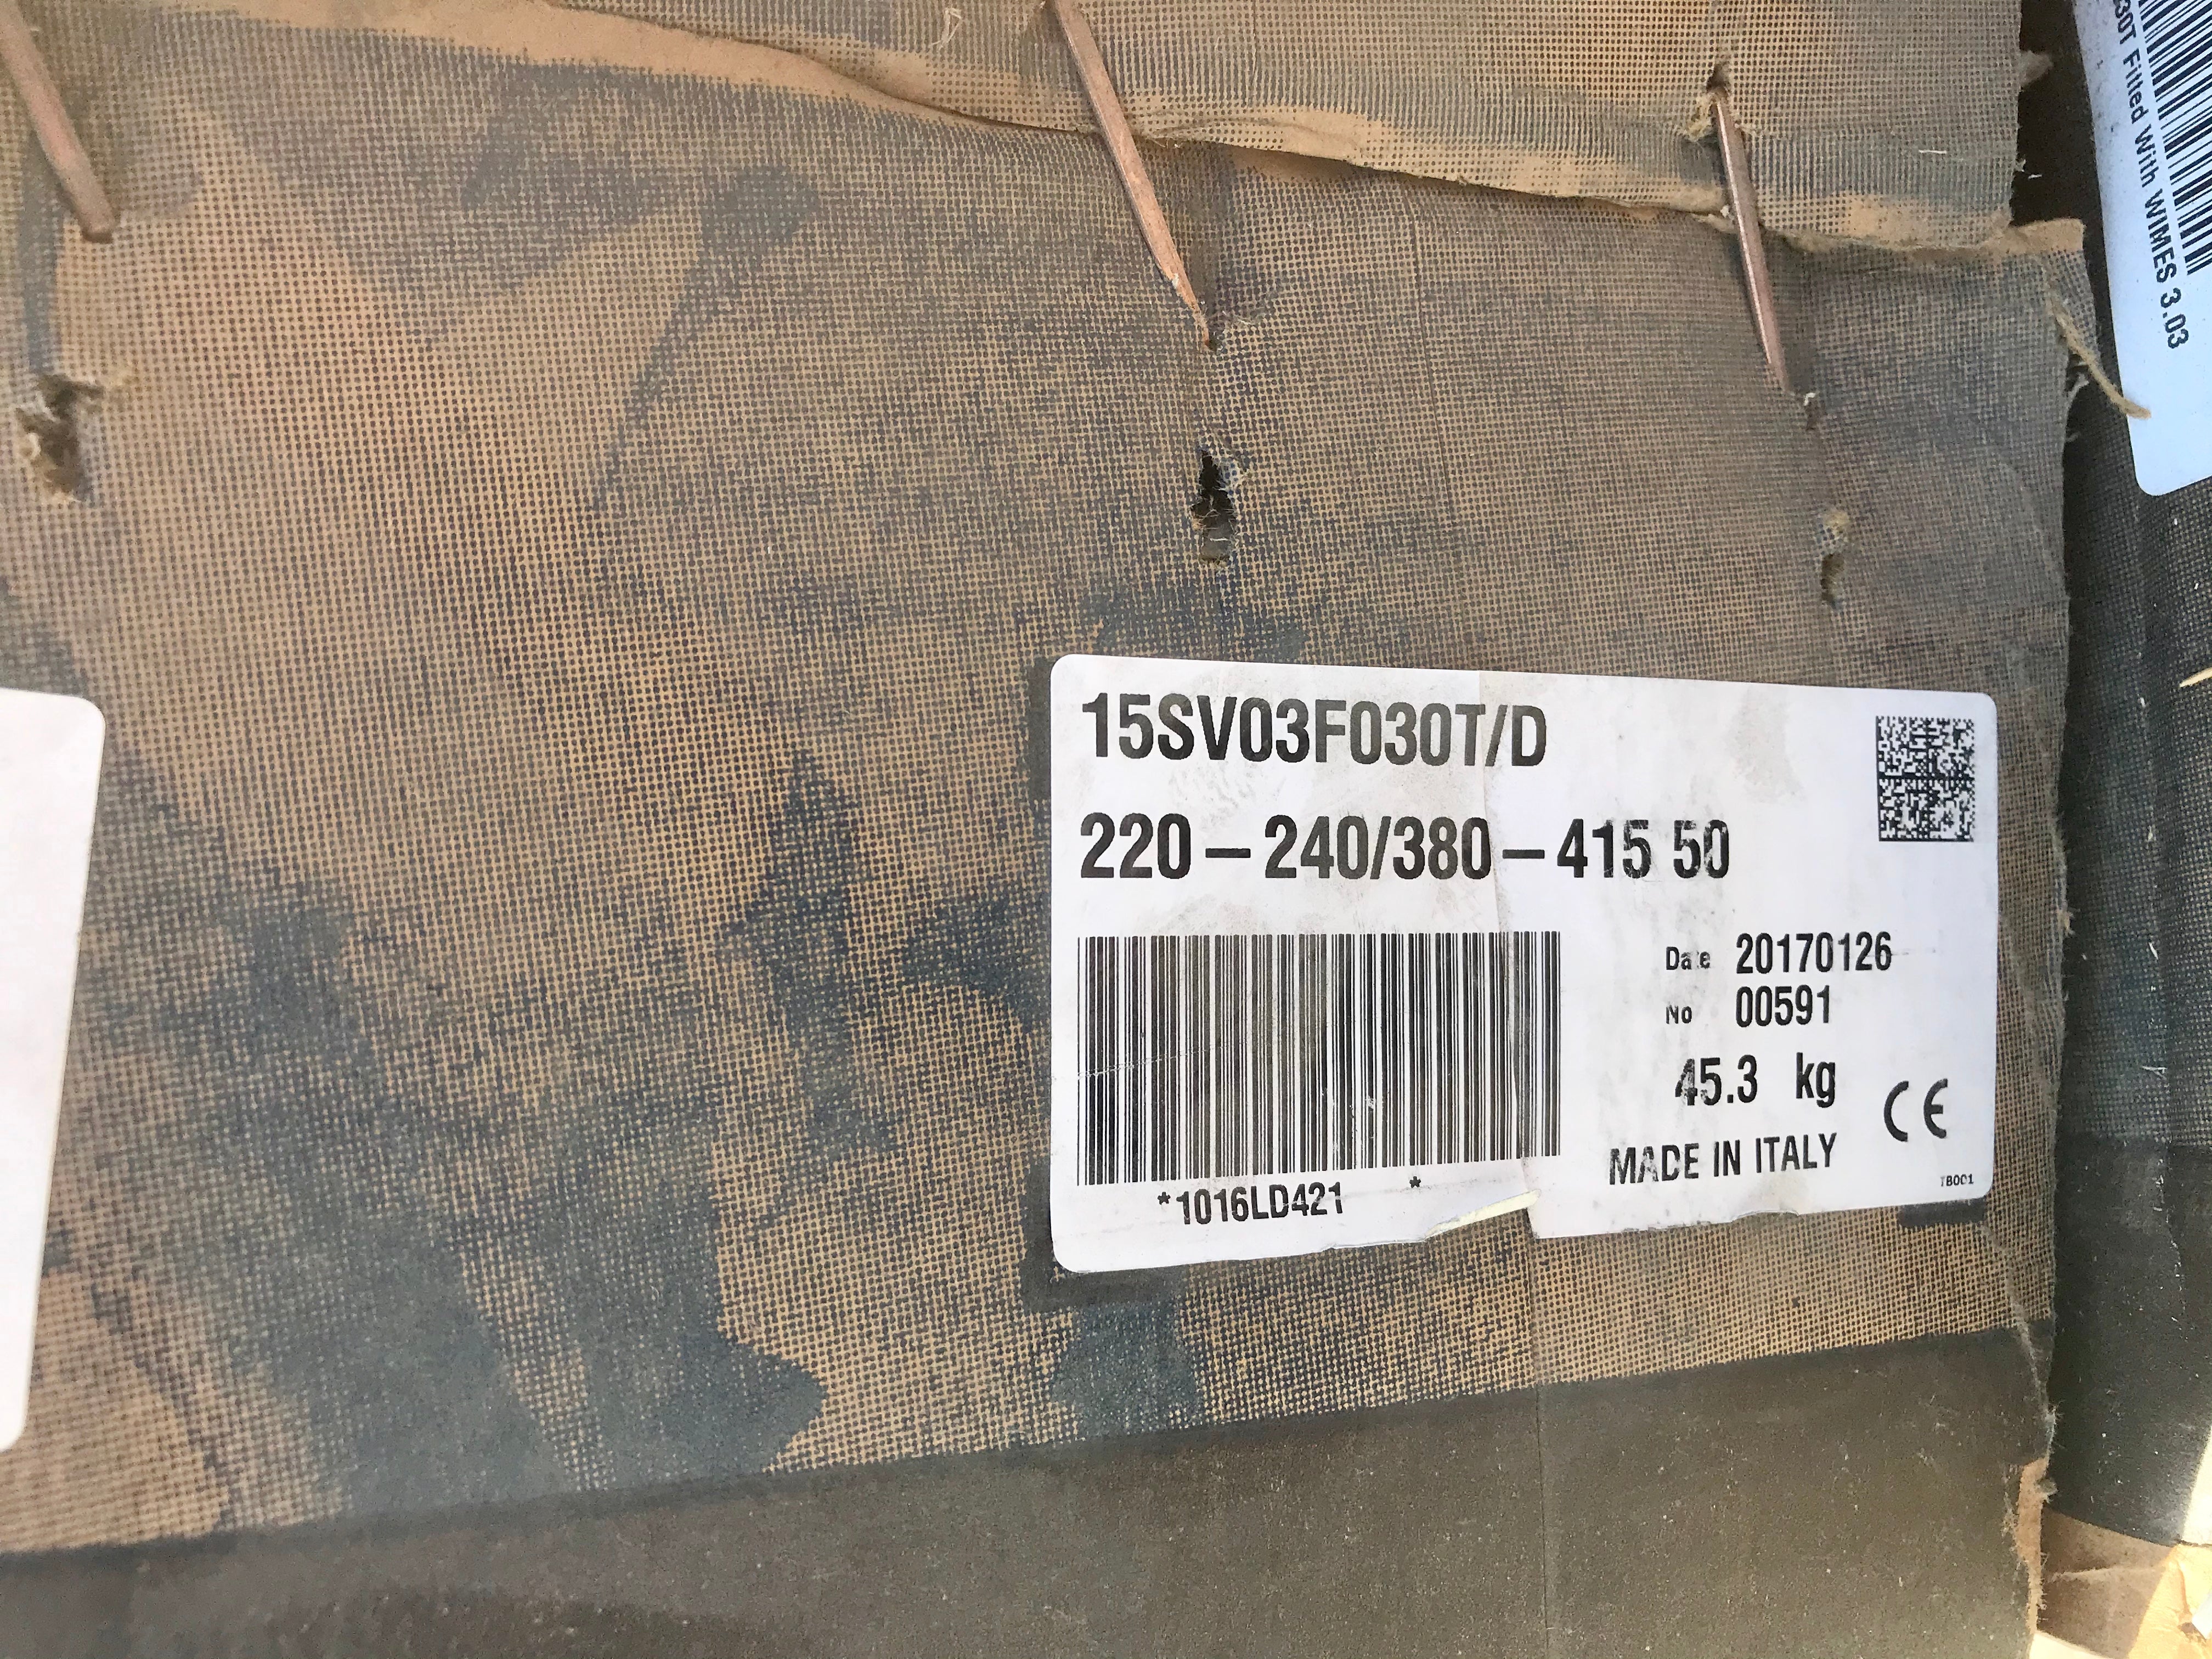 15SV03F030T/D
220 – 240/380 – 415 50
Date 20170126
No 00591
45.3 kg
CE
MADE IN ITALY
*1016LD421 *
TB001
30T Fitted With WIMES 3.03